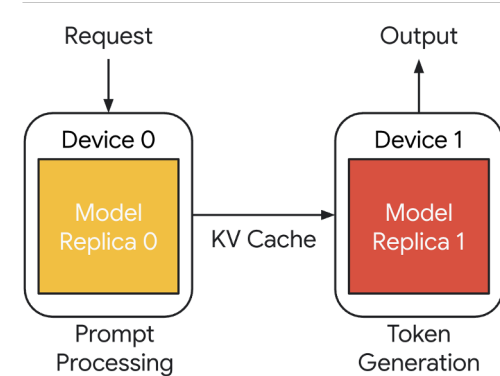 Request
Output
Device 0
Device 1
Model
Replica 0
Model
Replica 1
KV Cache
Prompt
Processing
Token
Generation